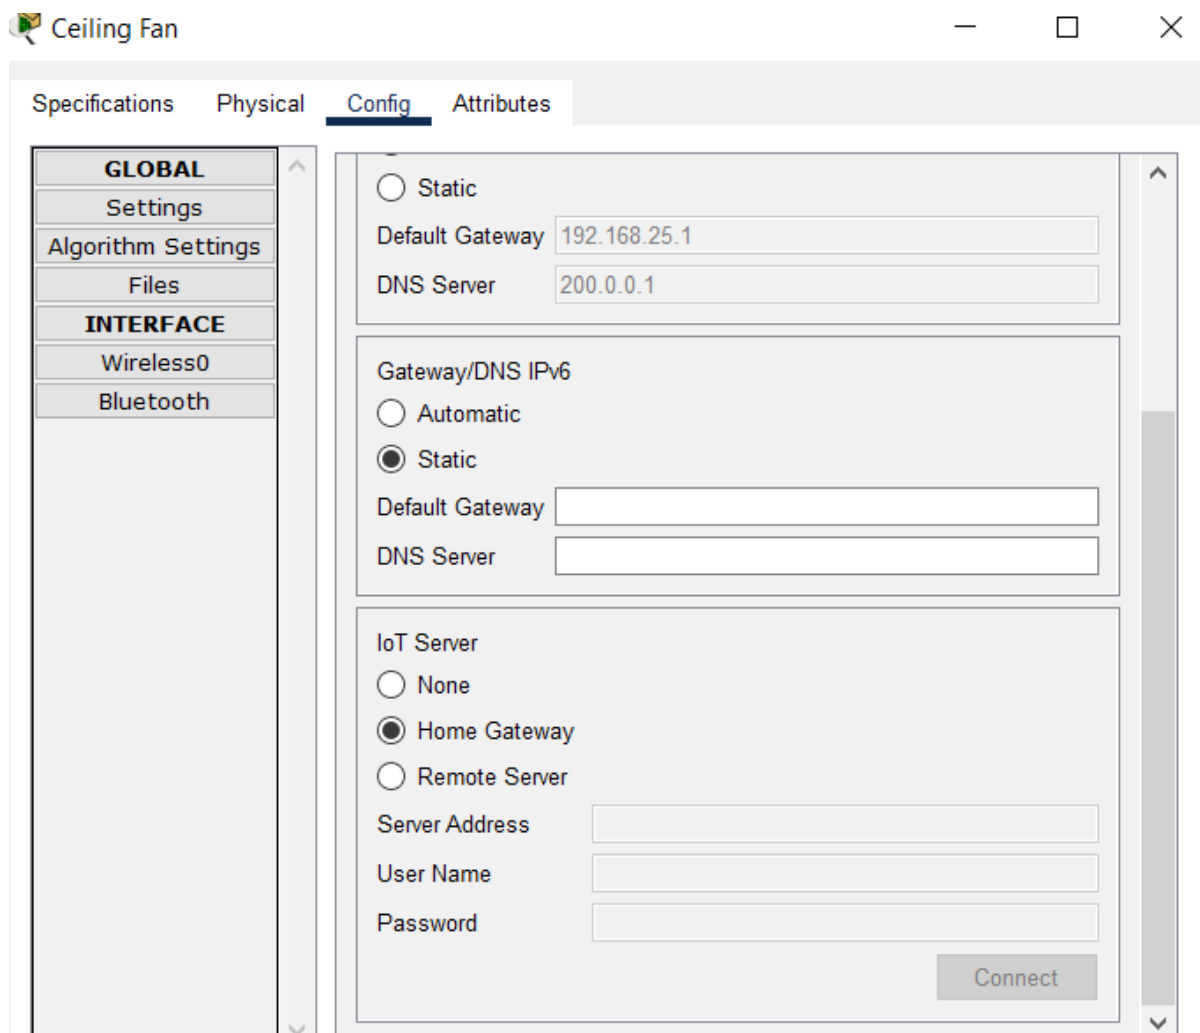 Ceiling Fan
Specifications Physical Config Attributes
GLOBAL
Settings
Algorithm Settings
Files
INTERFACE
Wireless0
Bluetooth
Static
Default Gateway 192.168.25.1
DNS Server 200.0.0.1
Gateway/DNS IPv6
Automatic
Static
Default Gateway
DNS Server
IoT Server
None
Home Gateway
Remote Server
Server Address
User Name
Password
Connect